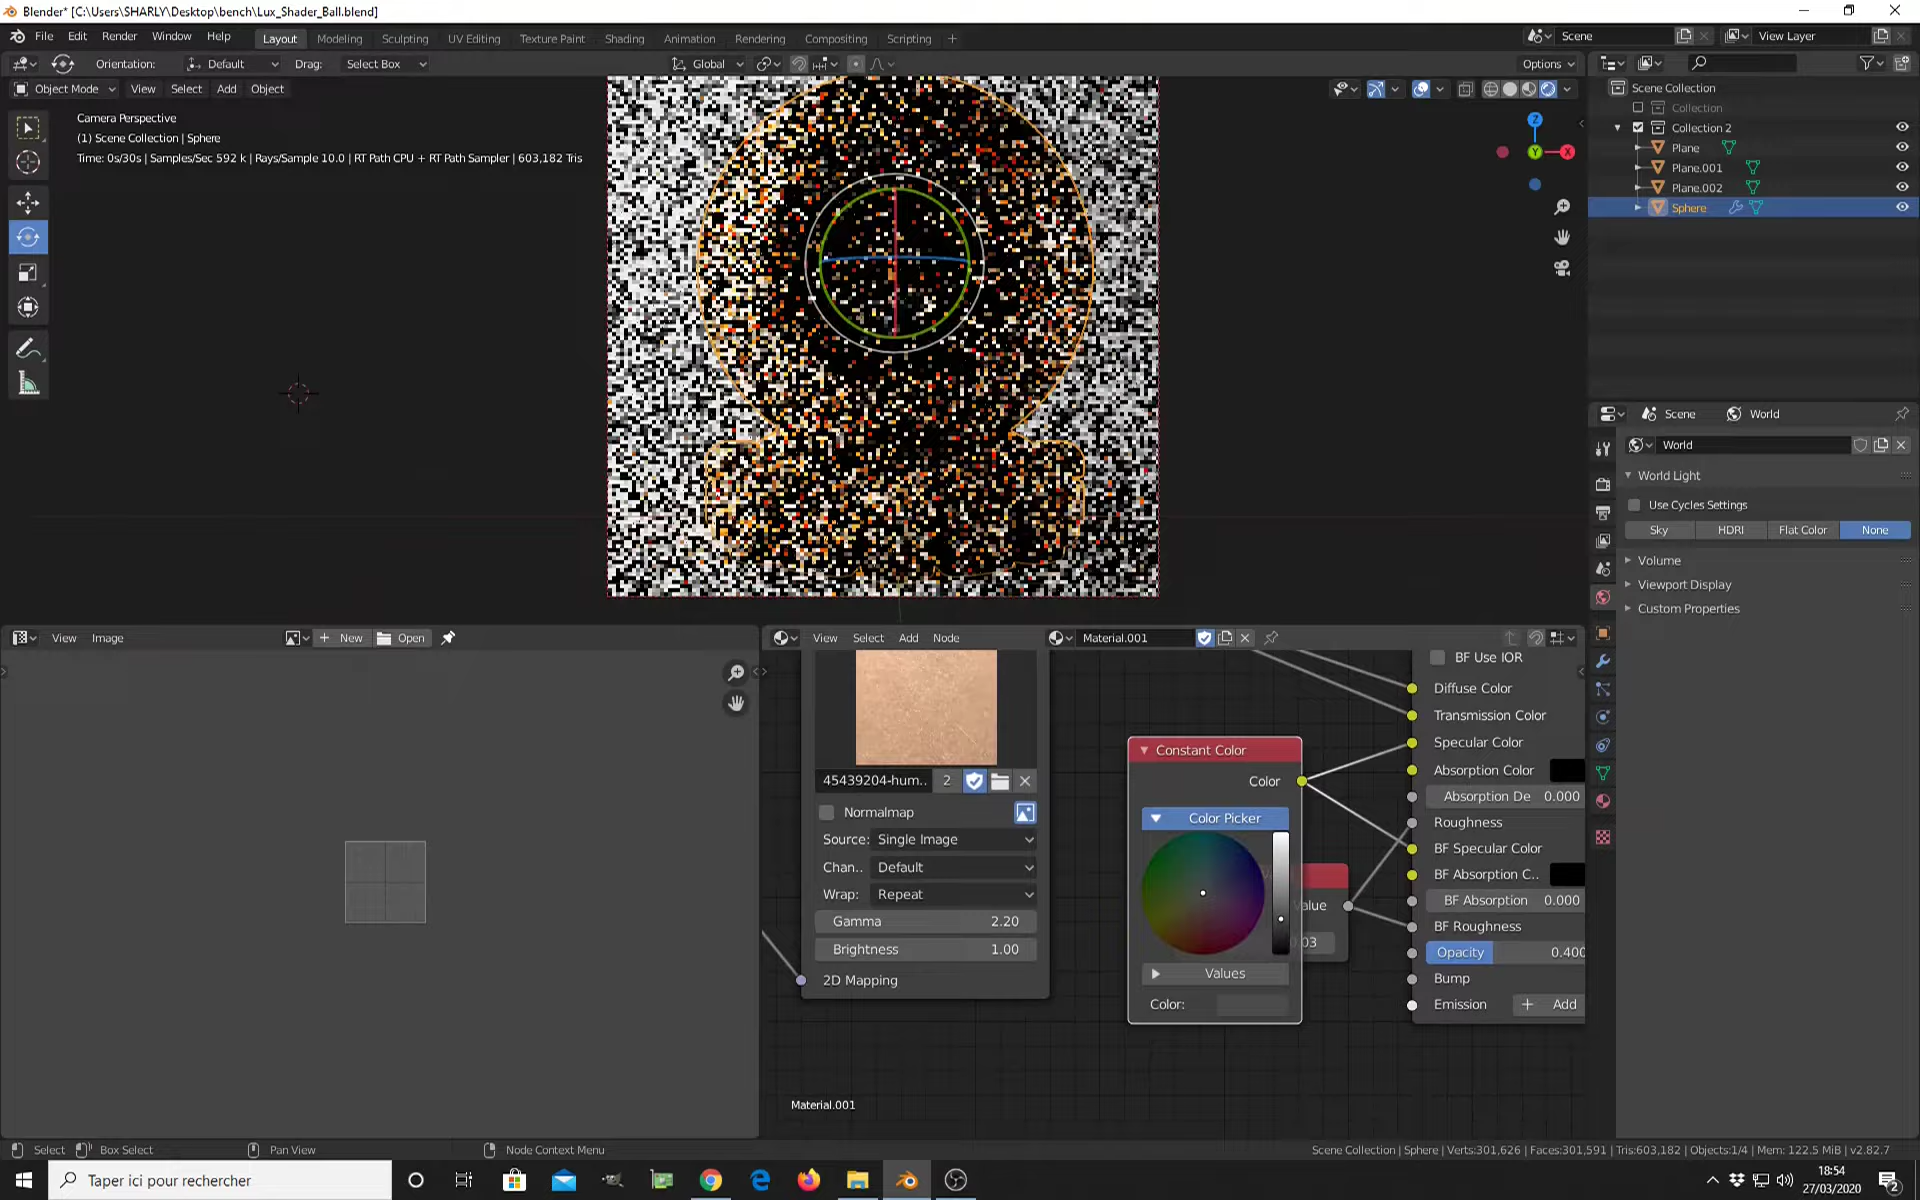 Blender* [C:\Users\SHARLY\Desktop\bench\Lux_Shader_Ball.blend]
File Edit Render Window Help Layout Modeling Sculpting UV Editing Texture Paint Shading Animation Rendering Compositing Scripting + Scene View Layer
Orientation: Default Drag: Select Box Global Options
Object Mode View Select Add Object
Camera Perspective
(1) Scene Collection | Sphere
Time: 0s/30s | Samples/Sec 592 k | Rays/Sample 10.0 | RT Path CPU + RT Path Sampler | 603,182 Tris
Z
Y
X
Scene Collection
Collection
Collection 2
Plane
Plane.001
Plane.002
Sphere
Scene World
World
World Light
Use Cycles Settings
Sky HDRI Flat Color None
Volume
Viewport Display
Custom Properties
View Image New Open
View Select Add Node Material.001
45439204-hum.. 2
Normalmap
Source: Single Image
Chan.. Default
Wrap: Repeat
Gamma 2.20
Brightness 1.00
2D Mapping
Constant Color
Color
Color Picker
Values
Color:
Value
0.03
BF Use IOR
Diffuse Color
Transmission Color
Specular Color
Absorption Color
Absorption De 0.000
Roughness
BF Specular Color
BF Absorption C..
BF Absorption 0.000
BF Roughness
Opacity 0.400
Bump
Emission + Add
Material.001
Select Box Select Pan View Node Context Menu Scene Collection | Sphere | Verts:301,626 | Faces:301,591 | Tris:603,182 | Objects:1/4 | Mem: 122.5 MiB | v2.82.7
Taper ici pour rechercher
18:54
27/03/2020
2